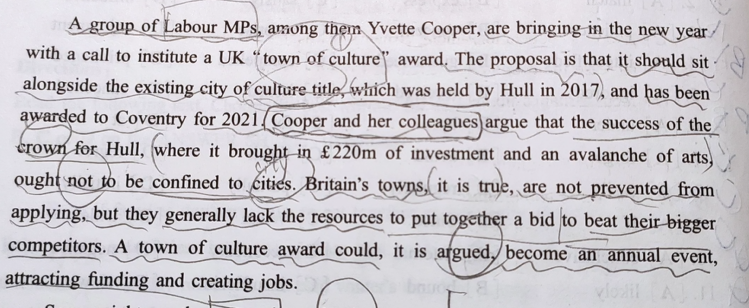 A group of Labour MPs, among them Yvette Cooper, are bringing in the new year
with a call to institute a UK “town of culture” award. The proposal is that it should sit
alongside the existing city of culture title, which was held by Hull in 2017, and has been
awarded to Coventry for 2021. Cooper and her colleagues argue that the success of the
crown for Hull, where it brought in £220m of investment and an avalanche of arts,
ought not to be confined to cities. Britain’s towns, it is true, are not prevented from
applying, but they generally lack the resources to put together a bid to beat their bigger
competitors. A town of culture award could, it is argued, become an annual event,
attracting funding and creating jobs.